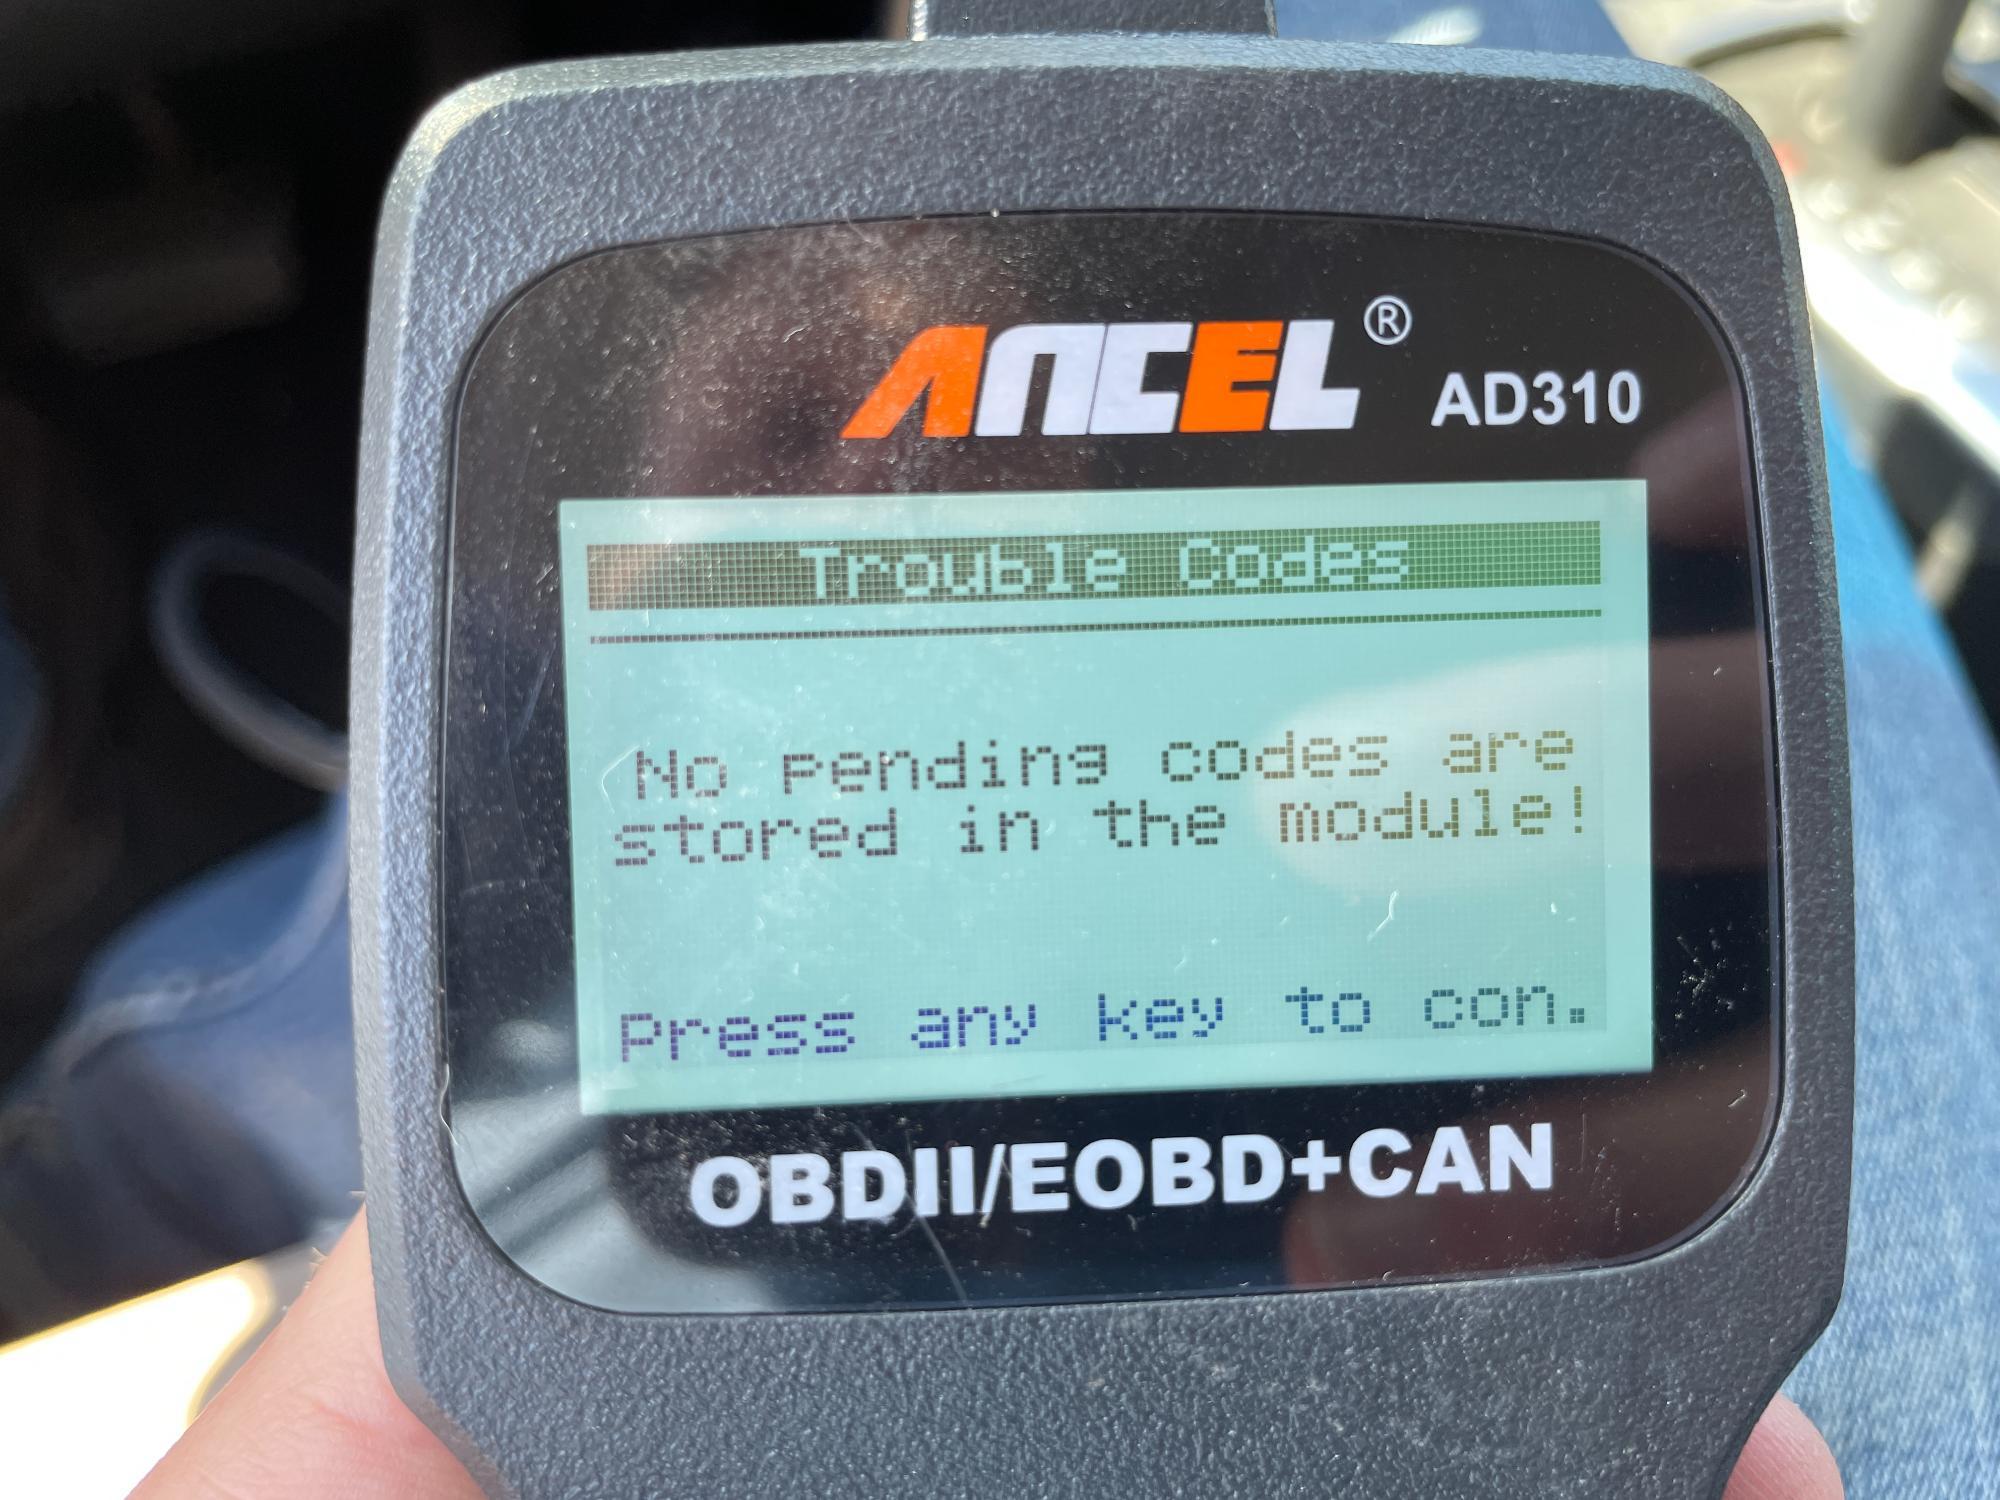 ANCEL®
AD310
Trouble Codes
No pending codes are
stored in the module!
Press any key to con.
OBDII/EOBD+CAN